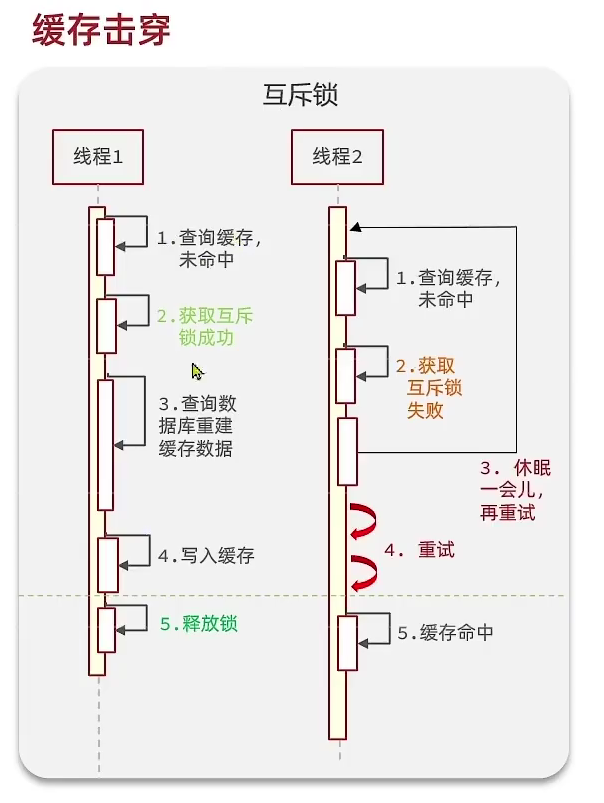 缓存击穿
互斥锁
线程1
线程2
1.查询缓存，
未命中
2.获取互斥
锁成功
3.查询数
据库重建
缓存数据
4.写入缓存
5.释放锁
1.查询缓存，
未命中
2.获取
互斥锁
失败
3. 休眠
一会儿，
再重试
4. 重试
5.缓存命中